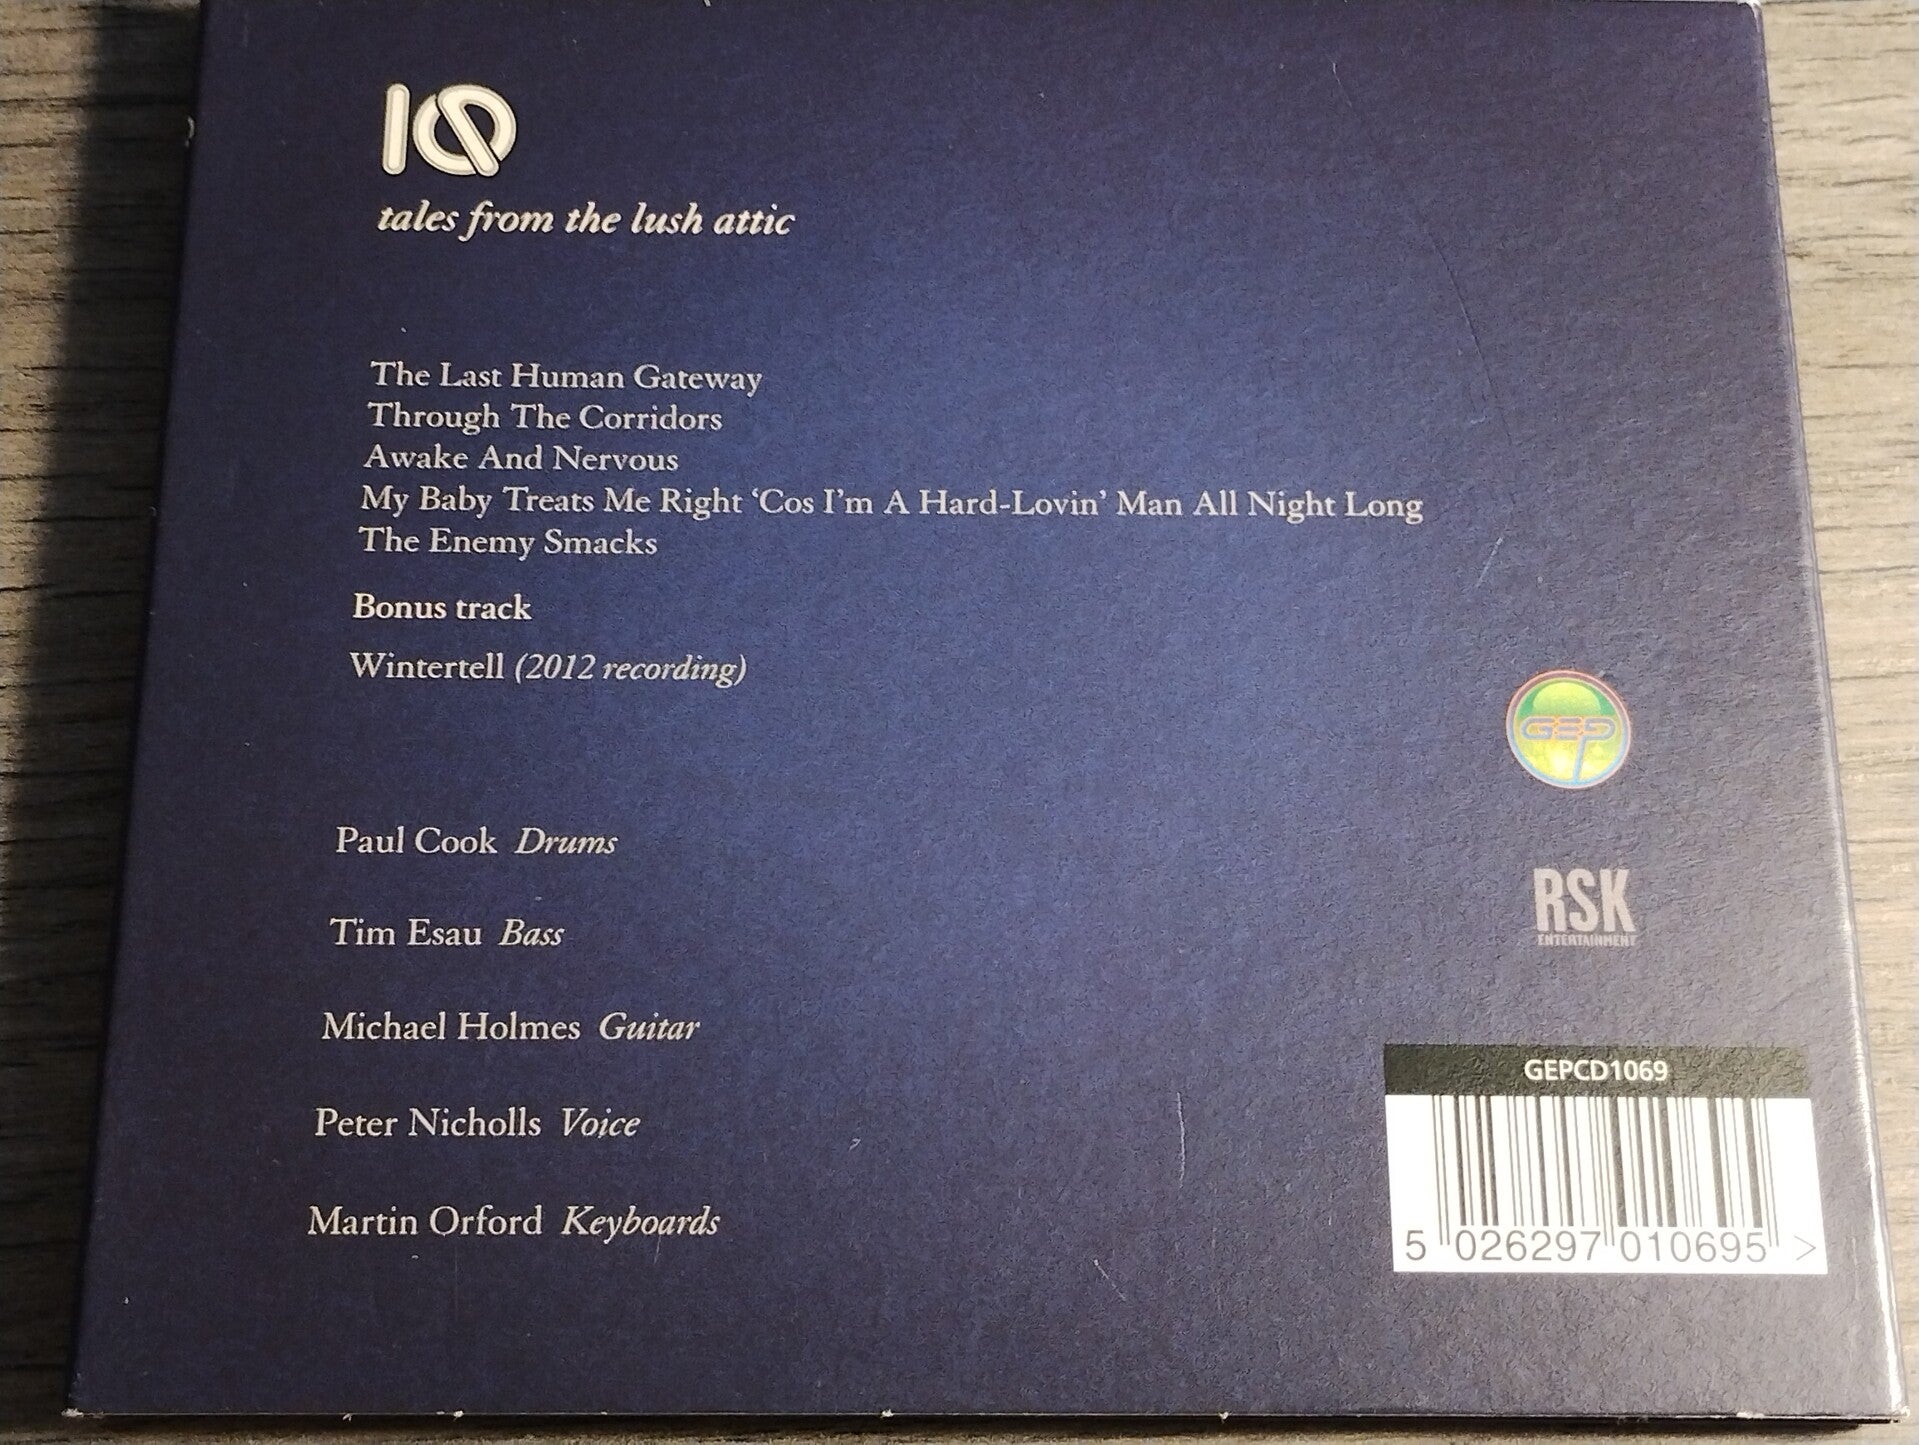 IQ
tales from the lush attic
The Last Human Gateway
Through The Corridors
Awake And Nervous
My Baby Treats Me Right ‘Cos I’m A Hard-Lovin’ Man All Night Long
The Enemy Smacks
Bonus track
Wintertell (2012 recording)
GEP
Paul Cook Drums
RSK
ENTERTAINMENT
Tim Esau Bass
Michael Holmes Guitar
Peter Nicholls Voice
Martin Orford Keyboards
GEPCD1069
5 026297 010695 >